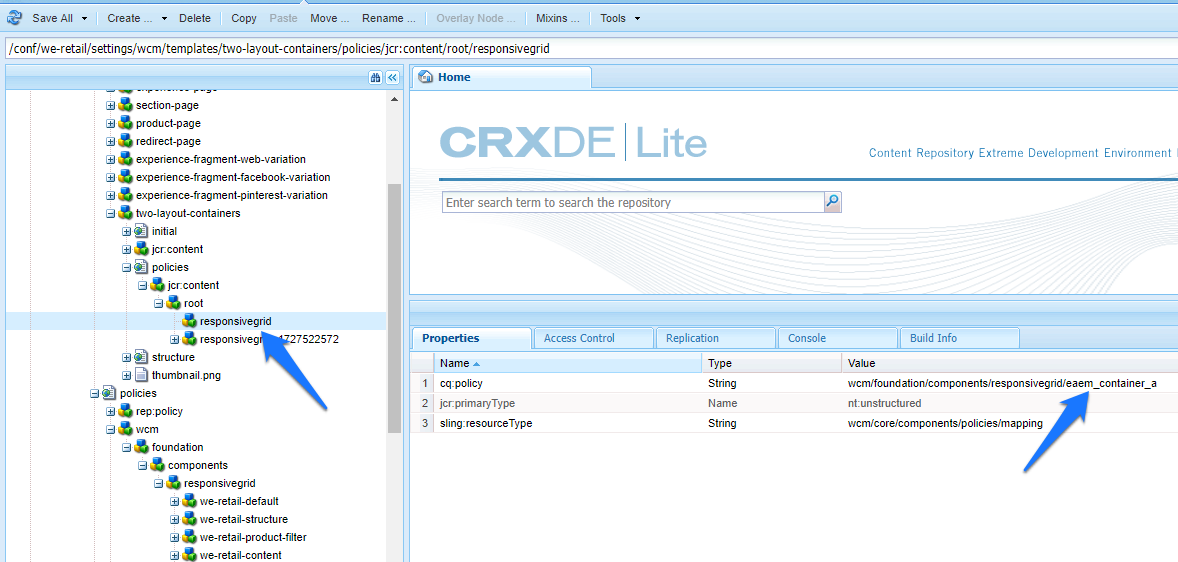 Save All Create ... Delete Copy Paste Move ... Rename ... Overlay Node ... Mixins ... Tools
/conf/we-retail/settings/wcm/templates/two-layout-containers/policies/jcr:content/root/responsivegrid
Home
experience-page
section-page
product-page
redirect-page
experience-fragment-web-variation
experience-fragment-facebook-variation
experience-fragment-pinterest-variation
two-layout-containers
initial
jcr:content
policies
jcr:content
root
responsivegrid
responsivegrid 1727522572
structure
thumbnail.png
policies
rep:policy
wcm
foundation
components
responsivegrid
we-retail-default
we-retail-structure
we-retail-product-filter
we-retail-content
CRXDE Lite
Content Repository Extreme Development Environment
Enter search term to search the repository
Properties Access Control Replication Console Build Info
Name Type Value
1 cq:policy String wcm/foundation/components/responsivegrid/eaem_container_a
2 jcr:primaryType Name nt:unstructured
3 sling:resourceType String wcm/core/components/policies/mapping